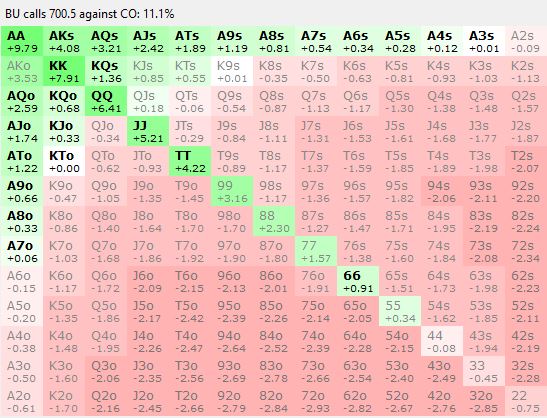 BU calls 700.5 against CO: 11.1%
AA AKs AQs AJs ATs A9s A8s A7s A6s A5s A4s A3s A2s
+9.79 +4.08 +3.21 +2.42 +1.89 +1.19 +0.81 +0.54 +0.34 +0.28 +0.12 +0.01 -0.09
AKo KK KQs KJs KTs K9s K8s K7s K6s K5s K4s K3s K2s
+3.53 +7.91 +1.36 +0.85 +0.55 +0.01 -0.35 -0.50 -0.63 -0.81 -0.93 -1.03 -1.13
AQo KQo QQ QJs QTs Q9s Q8s Q7s Q6s Q5s Q4s Q3s Q2s
+2.59 +0.68 +6.41 +0.18 -0.06 -0.54 -0.87 -1.13 -1.17 -1.30 -1.38 -1.48 -1.57
AJo KJo QJo JJ JTs J9s J8s J7s J6s J5s J4s J3s J2s
+1.74 +0.33 -0.34 +5.21 -0.29 -0.84 -1.11 -1.31 -1.53 -1.61 -1.68 -1.77 -1.87
ATo KTo QTo JTo TT T9s T8s T7s T6s T5s T4s T3s T2s
+1.22 +0.00 -0.62 -0.93 +4.22 -0.89 -1.17 -1.37 -1.59 -1.85 -1.89 -1.98 -2.07
A9o K9o Q9o J9o T9o 99 98s 97s 96s 95s 94s 93s 92s
+0.66 -0.47 -1.05 -1.35 -1.45 +3.16 -1.17 -1.36 -1.57 -1.82 -2.06 -2.11 -2.20
A8o K8o Q8o J8o T8o 98o 88 87s 86s 85s 84s 83s 82s
+0.33 -0.86 -1.40 -1.64 -1.70 -1.70 +2.30 -1.27 -1.47 -1.71 -1.95 -2.19 -2.24
A7o K7o Q7o J7o T7o 97o 87o 77 76s 75s 74s 73s 72s
+0.06 -1.03 -1.68 -1.86 -1.92 -1.90 -1.80 +1.57 -1.38 -1.60 -1.84 -2.08 -2.34
A6o K6o Q6o J6o T6o 96o 86o 76o 66 65s 64s 63s 62s
-0.15 -1.17 -1.72 -2.09 -2.15 -2.13 -2.01 -1.91 +0.91 -1.51 -1.73 -1.98 -2.23
A5o K5o Q5o J5o T5o 95o 85o 75o 65o 55 54s 53s 52s
-0.20 -1.35 -1.86 -2.17 -2.42 -2.39 -2.26 -2.14 -2.05 +0.34 -1.62 -1.85 -2.11
A4o K4o Q4o J4o T4o 94o 84o 74o 64o 54o 44 43s 42s
-0.38 -1.48 -1.95 -2.26 -2.47 -2.64 -2.52 -2.39 -2.28 -2.15 -0.08 -1.94 -2.19
A3o K3o Q3o J3o T3o 93o 83o 73o 63o 53o 43o 33 32s
-0.50 -1.60 -2.06 -2.35 -2.56 -2.69 -2.78 -2.66 -2.54 -2.40 -2.49 -0.45 -2.28
A2o K2o Q2o J2o T2o 92o 82o 72o 62o 52o 42o 32o 22
-0.61 -1.70 -2.16 -2.45 -2.66 -2.79 -2.84 -2.93 -2.82 -2.67 -2.76 -2.85 -0.75